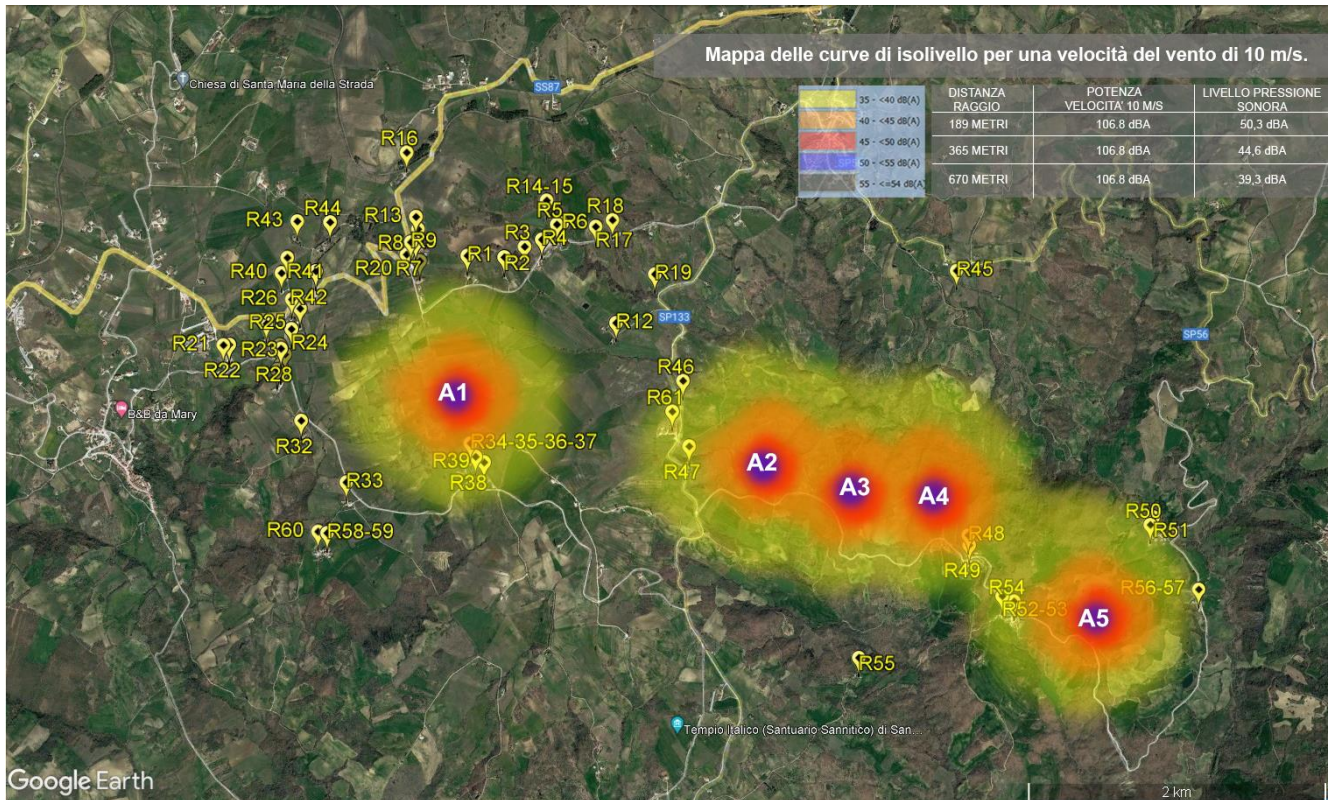 Mappa delle curve di isolivello per una velocità del vento di 10 m/s.
35 - <40 dB(A)
40 - <45 dB(A)
45 - <50 dB(A)
50 - <55 dB(A)
55 - <=54 dB(A)
DISTANZA RAGGIO
POTENZA VELOCITA' 10 M/S
LIVELLO PRESSIONE SONORA
189 METRI 106.8 dBA 50,3 dBA
365 METRI 106.8 dBA 44,6 dBA
670 METRI 106.8 dBA 39,3 dBA
Chiesa di Santa Maria della Strada
SS87
R16
R14-15
R5
R6
R18
R17
R43
R44
R13
R8
R9
R3
R4
R1
R2
R20
R7
R40
R41
R19
R45
R26
R42
R12
SP133
SP56
R25
R21
R22
R23
R24
R28
R46
A1
B&B da Mary
R61
R32
R34-35-36-37
R39
R38
R47
A2
A3
A4
R33
R60
R58-59
R48
R49
R50
R51
R54
R52-53
R56-57
A5
R55
Tempio Italico (Santuario Sannitico) di San...
Google Earth
2 km